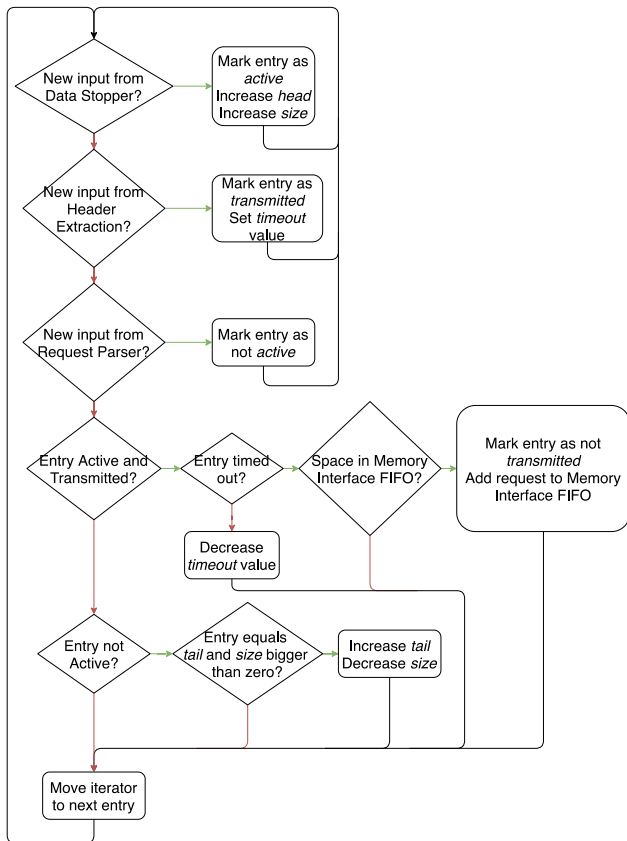 New input from
Data Stopper?
Mark entry as
active
Increase head
Increase size
New input from
Header
Extraction?
Mark entry as
transmitted
Set timeout
value
New input from
Request Parser?
Mark entry as
not active
Entry Active and
Transmitted?
Entry timed
out?
Space in Memory
Interface FIFO?
Mark entry as not
transmitted
Add request to Memory
Interface FIFO
Decrease
timeout value
Entry not
Active?
Entry equals
tail and size bigger
than zero?
Increase tail
Decrease size
Move iterator
to next entry